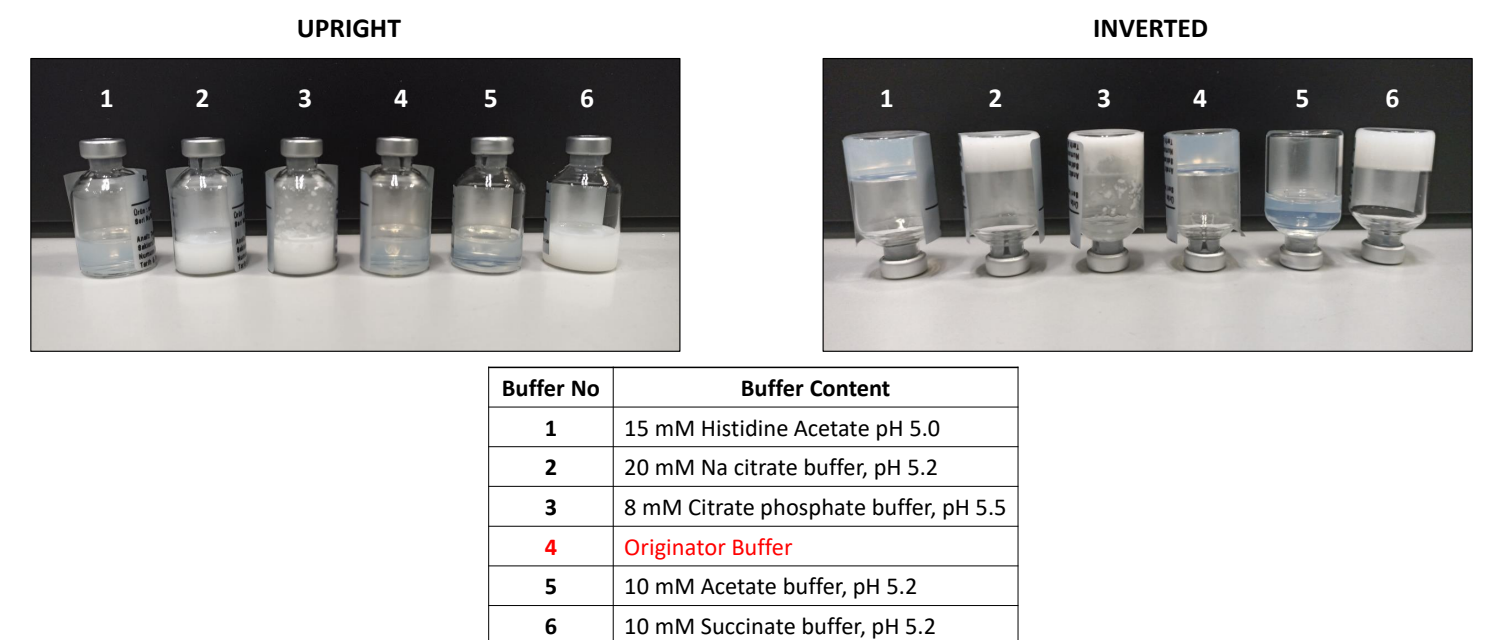 UPRIGHT
INVERTED
1 2 3 4 5 6
1 2 3 4 5 6
Buffer No Buffer Content
1 15 mM Histidine Acetate pH 5.0
2 20 mM Na citrate buffer, pH 5.2
3 8 mM Citrate phosphate buffer, pH 5.5
4 Originator Buffer
5 10 mM Acetate buffer, pH 5.2
6 10 mM Succinate buffer, pH 5.2